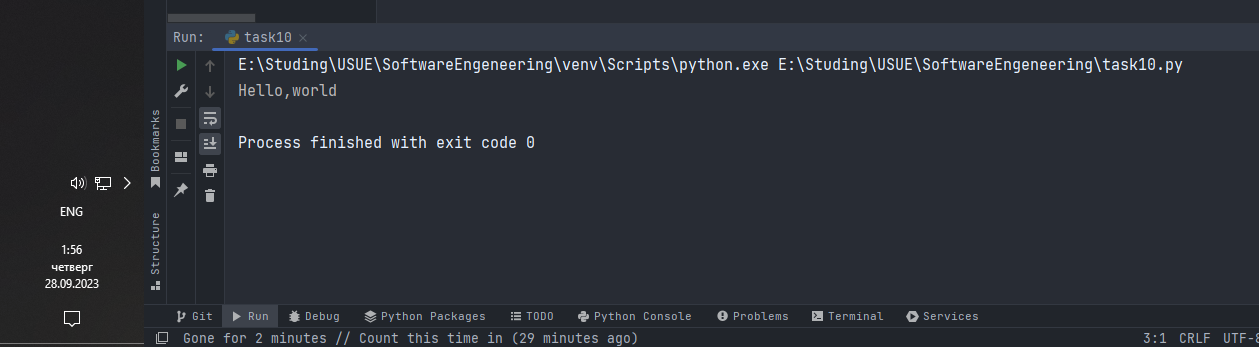 Run: task10
E:\Studing\USUE\SoftwareEngeneering\venv\Scripts\python.exe E:\Studing\USUE\SoftwareEngeneering\task10.py
Hello,world
Process finished with exit code 0
Bookmarks
Structure
ENG
1:56
четверг
28.09.2023
Git Run Debug Python Packages TODO Python Console Problems Terminal Services
Gone for 2 minutes // Count this time in (29 minutes ago) 3:1 CRLF